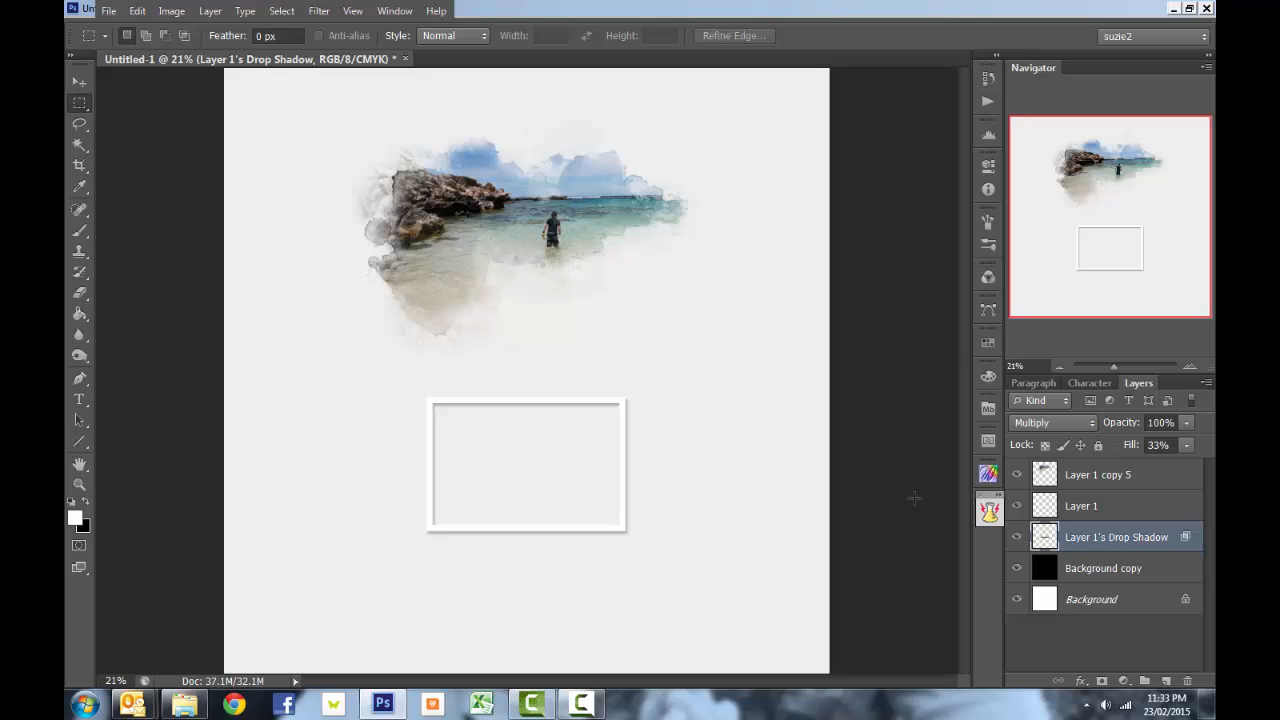 Un
File Edit Image Layer Type Select Filter View Window Help
Feather: 0 px Anti-alias Style: Normal Width: Height: Refine Edge... suzie2
Untitled-1 @ 21% (Layer 1's Drop Shadow, RGB/8/CMYK) *
Navigator
21%
Paragraph Character Layers
Kind
Multiply Opacity: 100%
Lock: Fill: 33%
Mb
Layer 1 copy 5
Layer 1
Layer 1's Drop Shadow
Background copy
Background
21% Doc: 37.1M/32.1M
11:33 PM
23/02/2015